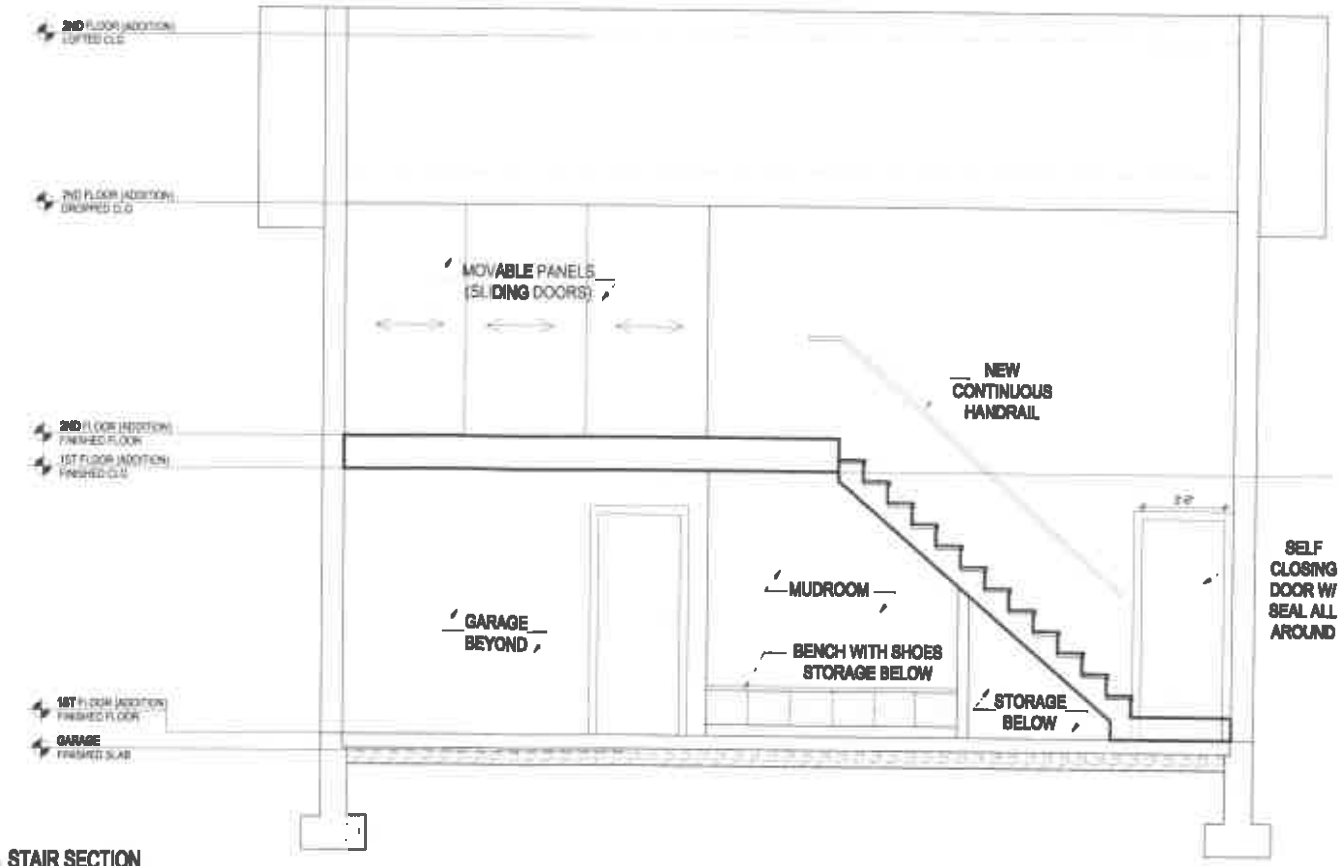 2ND FLOOR (ADDITION)
LOFTED CLG
2ND FLOOR (ADDITION)
DROPPED CLG
MOVABLE PANELS
(SLIDING DOORS)
NEW
CONTINUOUS
HANDRAIL
2ND FLOOR (ADDITION)
FINISHED FLOOR
1ST FLOOR (ADDITION)
FINISHED CLG
SELF
CLOSING
DOOR W/
SEAL ALL
AROUND
MUDROOM
GARAGE
BEYOND
BENCH WITH SHOES
STORAGE BELOW
STORAGE
BELOW
1ST FLOOR (ADDITION)
FINISHED FLOOR
GARAGE
FINISHED SLAB
STAIR SECTION